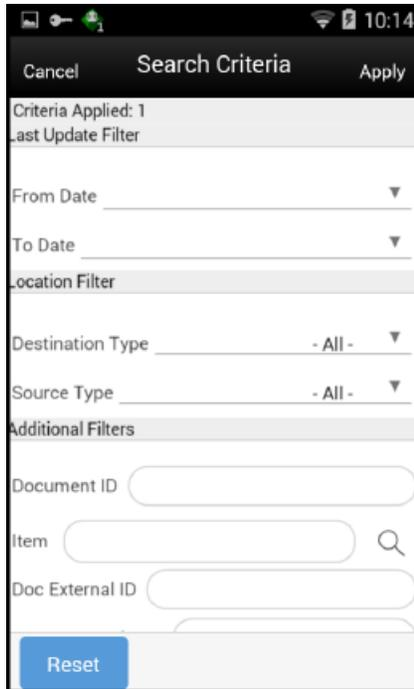 10:14
Cancel Search Criteria Apply
Criteria Applied: 1
Last Update Filter
From Date
To Date
Location Filter
Destination Type - All -
Source Type - All -
Additional Filters
Document ID
Item
Doc External ID
Reset